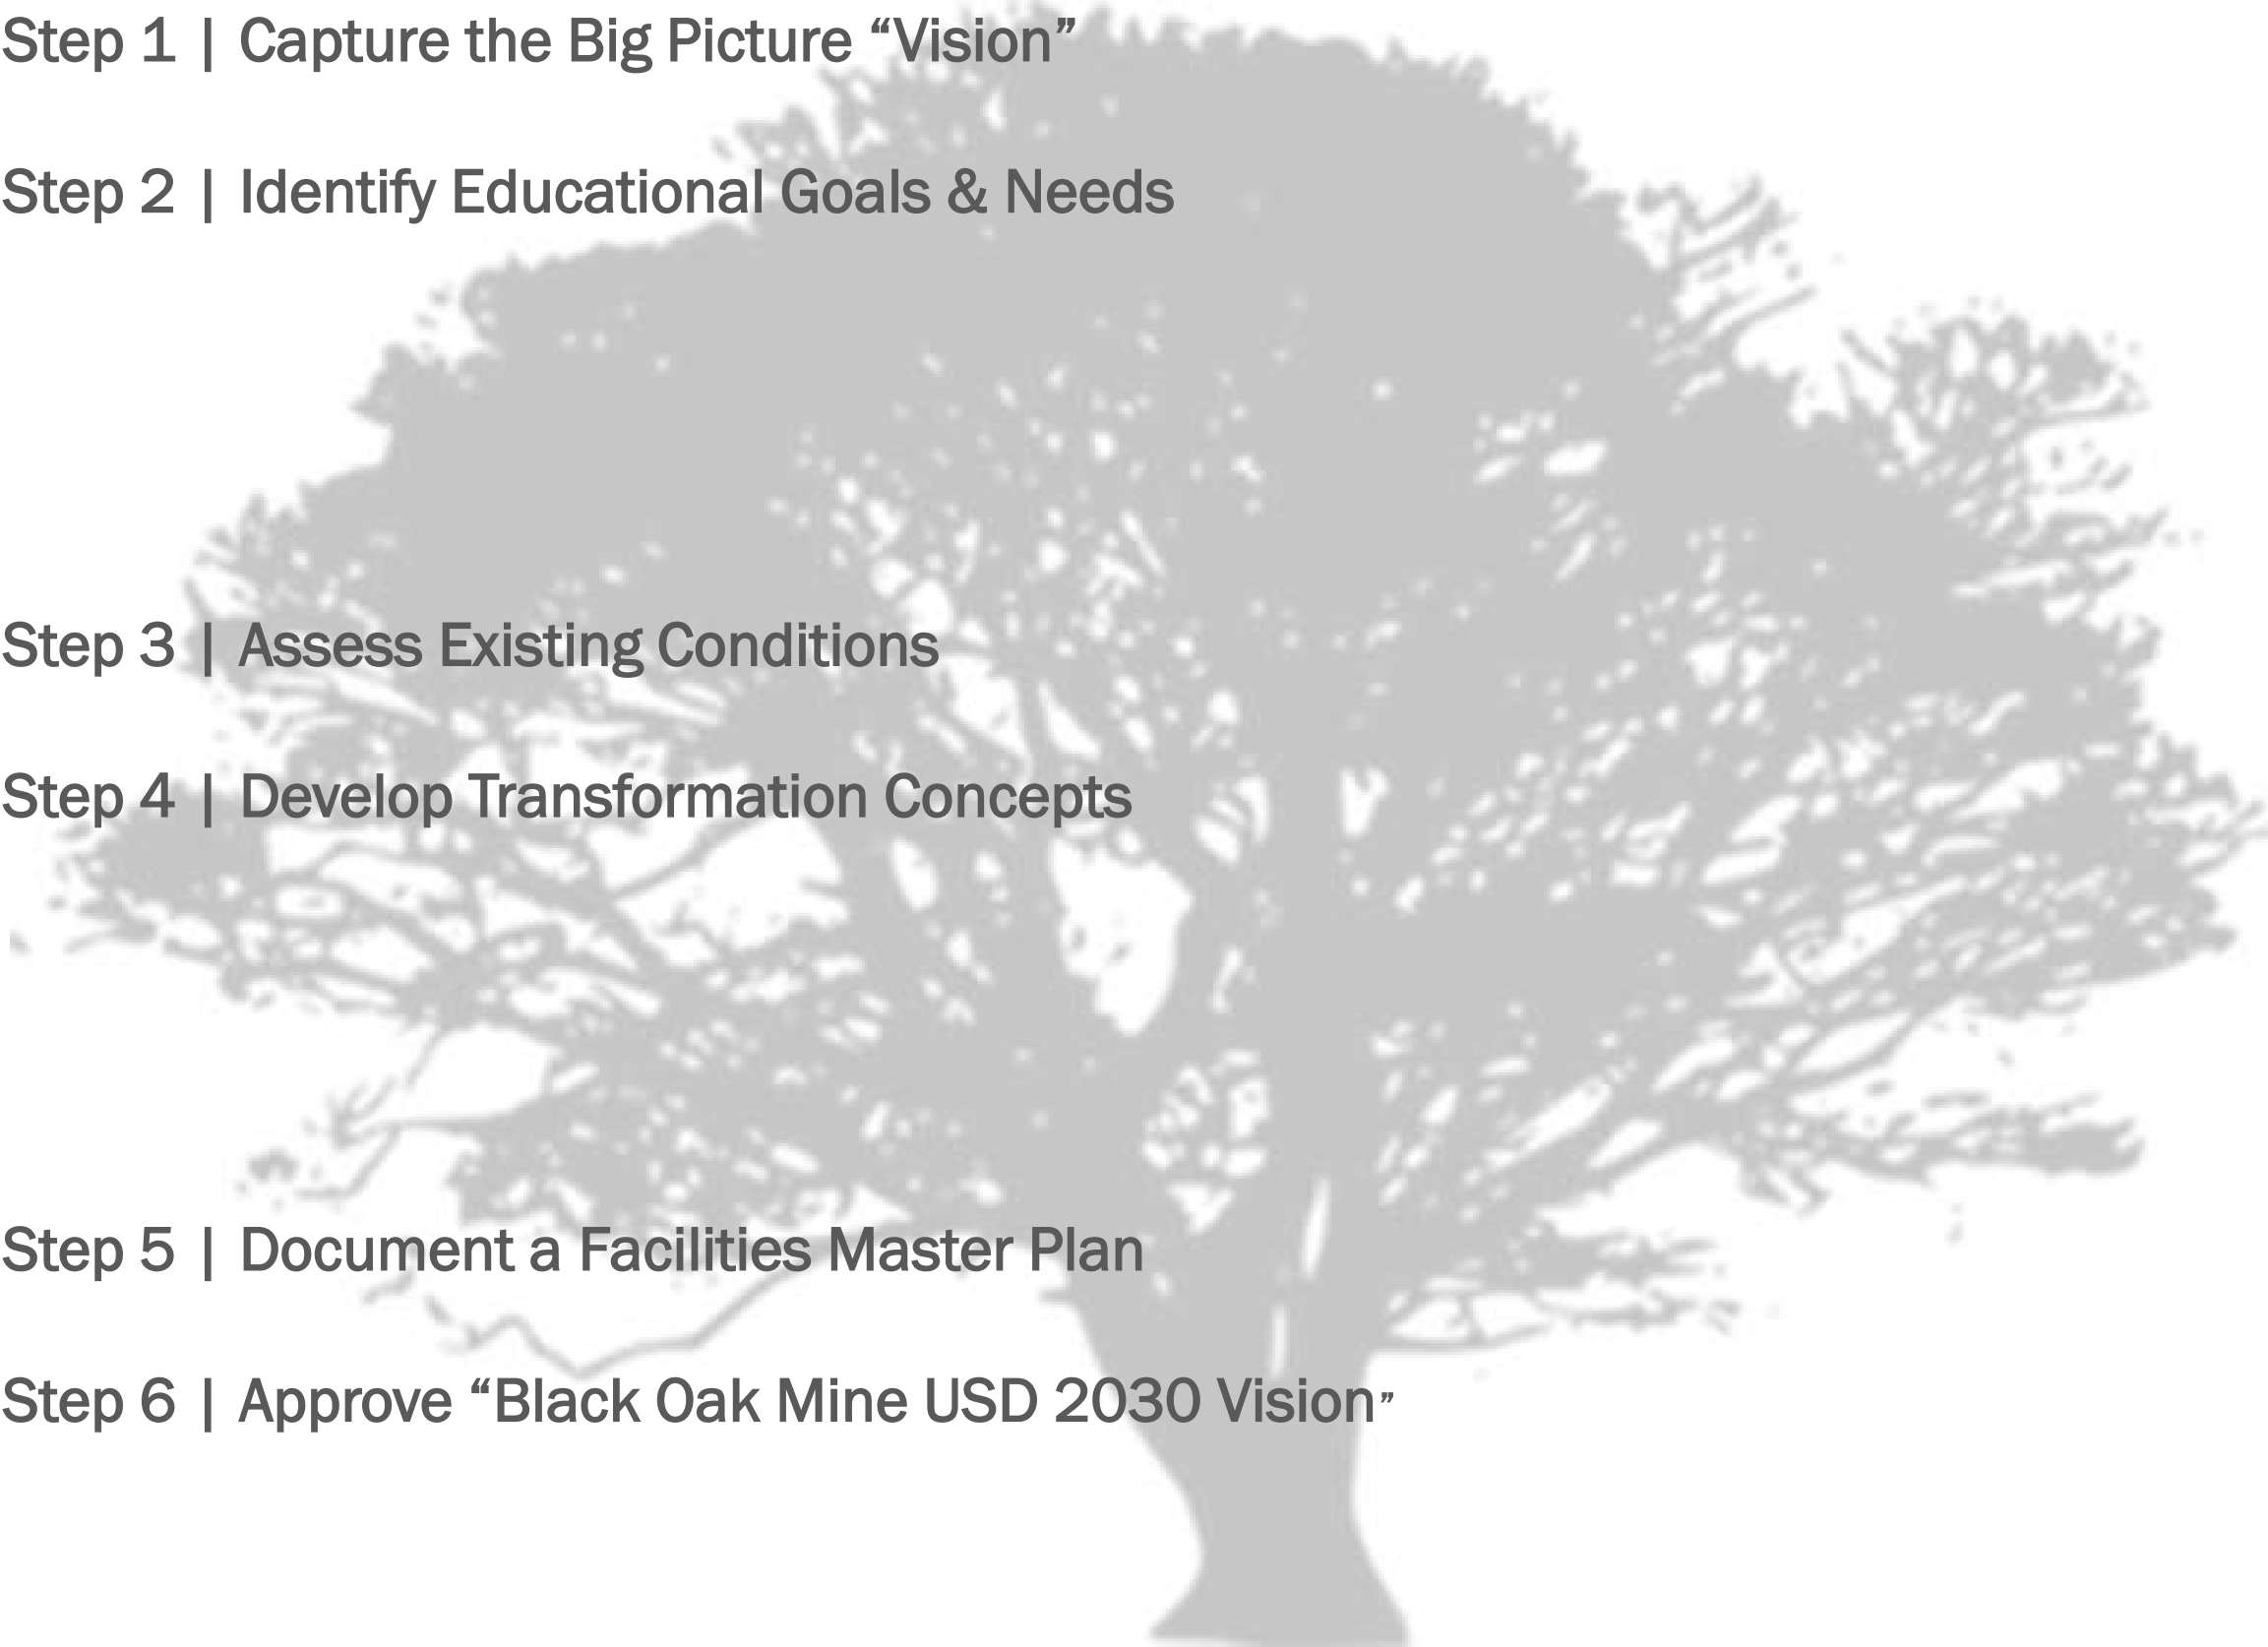 Step 1 | Capture the Big Picture “Vision”
Step 2 | Identify Educational Goals & Needs
Step 3 | Assess Existing Conditions
Step 4 | Develop Transformation Concepts
Step 5 | Document a Facilities Master Plan
Step 6 | Approve “Black Oak Mine USD 2030 Vision”